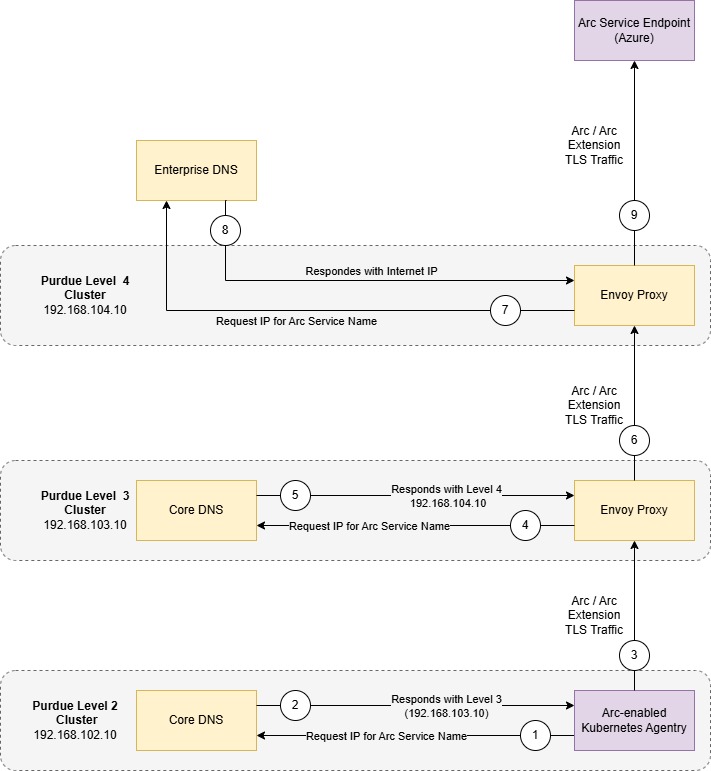 Arc Service Endpoint
(Azure)
Arc / Arc
Extension
TLS Traffic
Enterprise DNS
9
8
Respondes with Internet IP
Purdue Level 4
Cluster
192.168.104.10
Envoy Proxy
7
Request IP for Arc Service Name
Arc / Arc
Extension
TLS Traffic
6
Purdue Level 3
Cluster
192.168.103.10
Core DNS
5
Responds with Level 4
192.168.104.10
Request IP for Arc Service Name
4
Envoy Proxy
Arc / Arc
Extension
TLS Traffic
3
Purdue Level 2
Cluster
192.168.102.10
Core DNS
2
Responds with Level 3
(192.168.103.10)
Request IP for Arc Service Name
1
Arc-enabled
Kubernetes Agentry